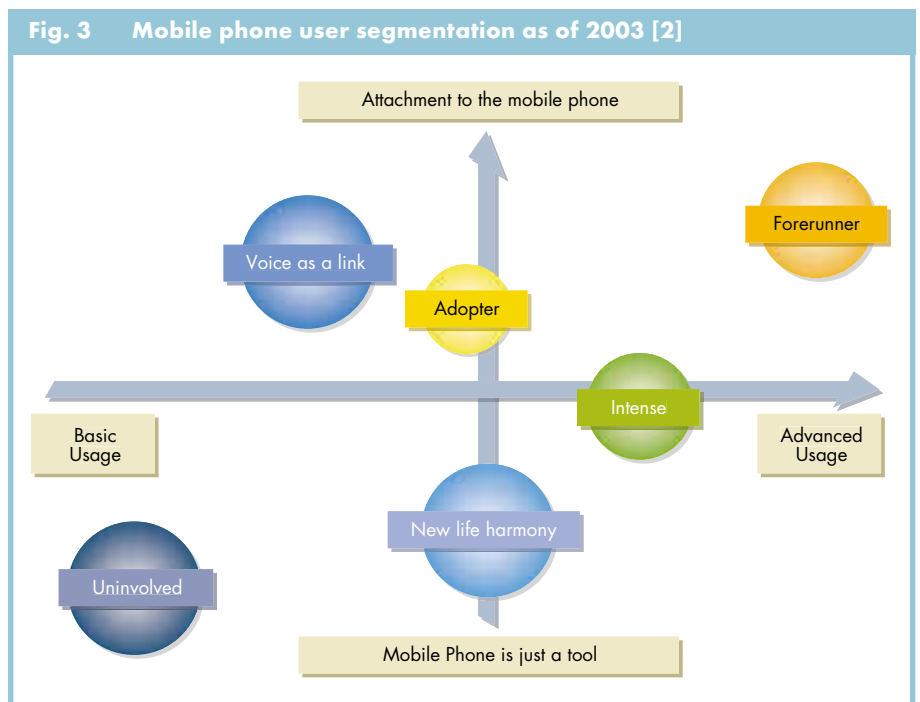 Fig. 3 Mobile phone user segmentation as of 2003 [2]
Attachment to the mobile phone
Forerunner
Voice as a link
Adopter
Intense
Basic
Usage
Advanced
Usage
New life harmony
Uninvolved
Mobile Phone is just a tool